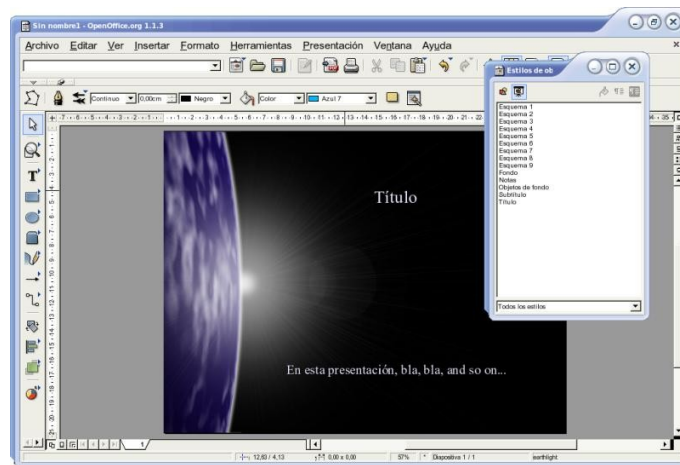 Sin nombre1 - OpenOffice.org 1.1.3
Archivo Editar Ver Insertar Formato Herramientas Presentación Ventana Ayuda
Continuo 0,00cm Negro Color Azul 7
Estilos de ob
Esquema 1
Esquema 2
Esquema 3
Esquema 4
Esquema 5
Esquema 6
Esquema 7
Esquema 8
Esquema 9
Fondo
Notas
Objetos de fondo
Subtítulo
Título
Todos los estilos
Título
En esta presentación, bla, bla, and so on...
12,63 / 4,13 0,00 x 0,00 57% * Diapositiva 1 / 1